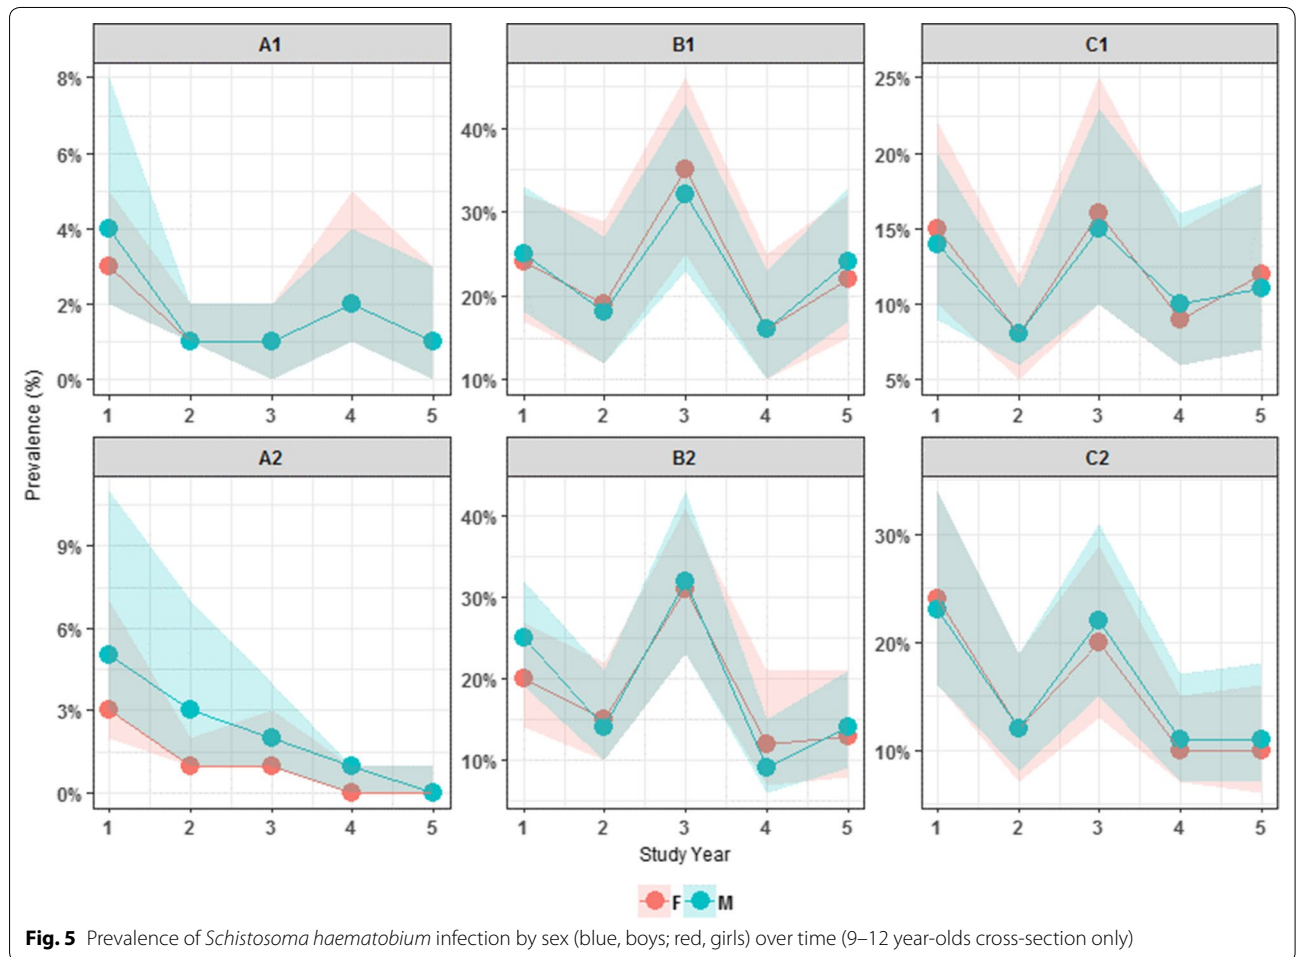 A1 B1 C1
8% 6% 4% 2% 0%
40% 30% 20% 10%
25% 20% 15% 10% 5%
1 2 3 4 5 1 2 3 4 5 1 2 3 4 5
Prevalence (%)
A2 B2 C2
9% 6% 3% 0%
40% 30% 20% 10%
30% 20% 10%
1 2 3 4 5 1 2 3 4 5 1 2 3 4 5
Study Year
F M
Fig. 5 Prevalence of Schistosoma haematobium infection by sex (blue, boys; red, girls) over time (9–12 year-olds cross-section only)